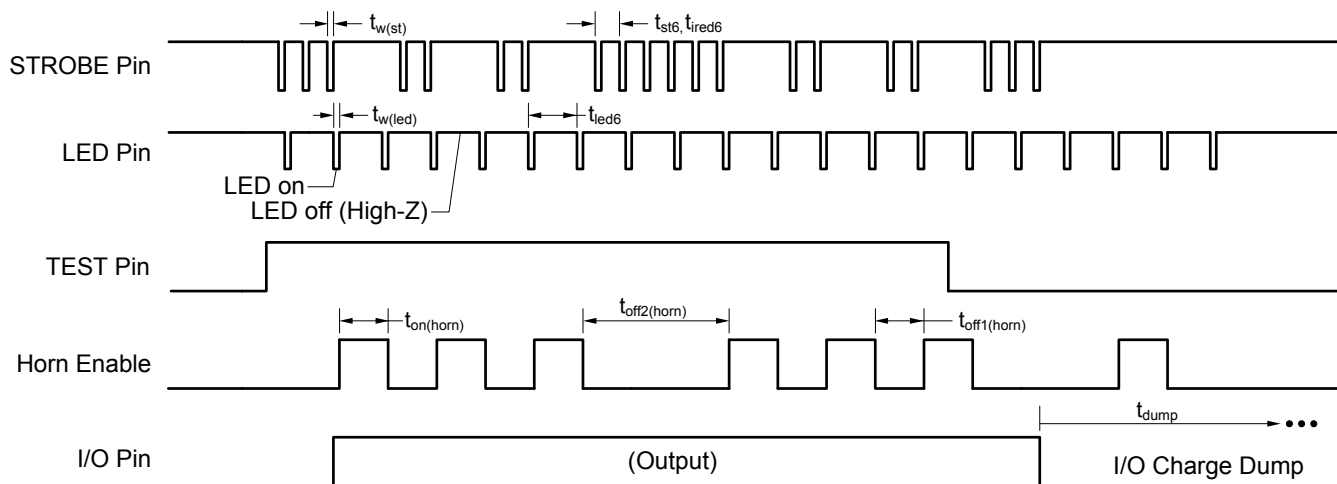 t_w(st)
t_st6, t_ired6
STROBE Pin
t_w(led)
t_led6
LED Pin
LED on
LED off (High-Z)
TEST Pin
t_on(horn)
t_off2(horn)
t_off1(horn)
Horn Enable
t_dump
I/O Pin
(Output)
I/O Charge Dump